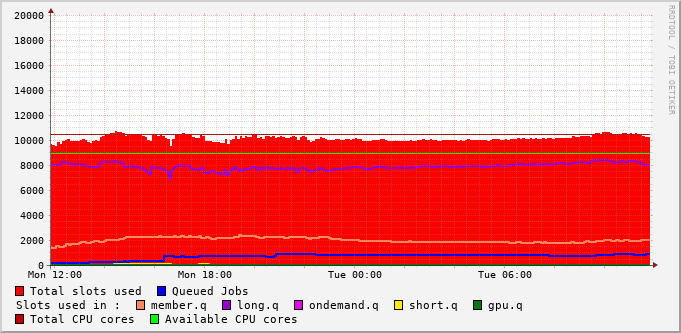 20000
18000
16000
14000
12000
10000
8000
6000
4000
2000
0
Mon 12:00 Mon 18:00 Tue 00:00 Tue 06:00
RRDTOOL / TOBI OETIKER
Total slots used Queued Jobs
Slots used in : member.q long.q ondemand.q short.q gpu.q
Total CPU cores Available CPU cores